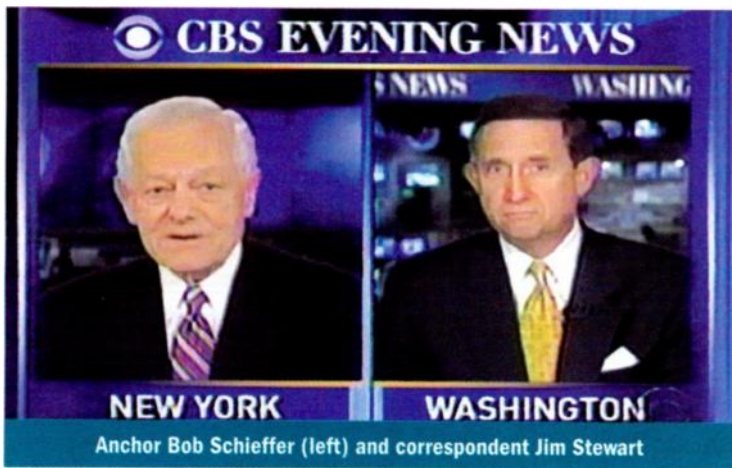 CBS EVENING NEWS
S NEWS WASHING
NEW YORK WASHINGTON
Anchor Bob Schieffer (left) and correspondent Jim Stewart